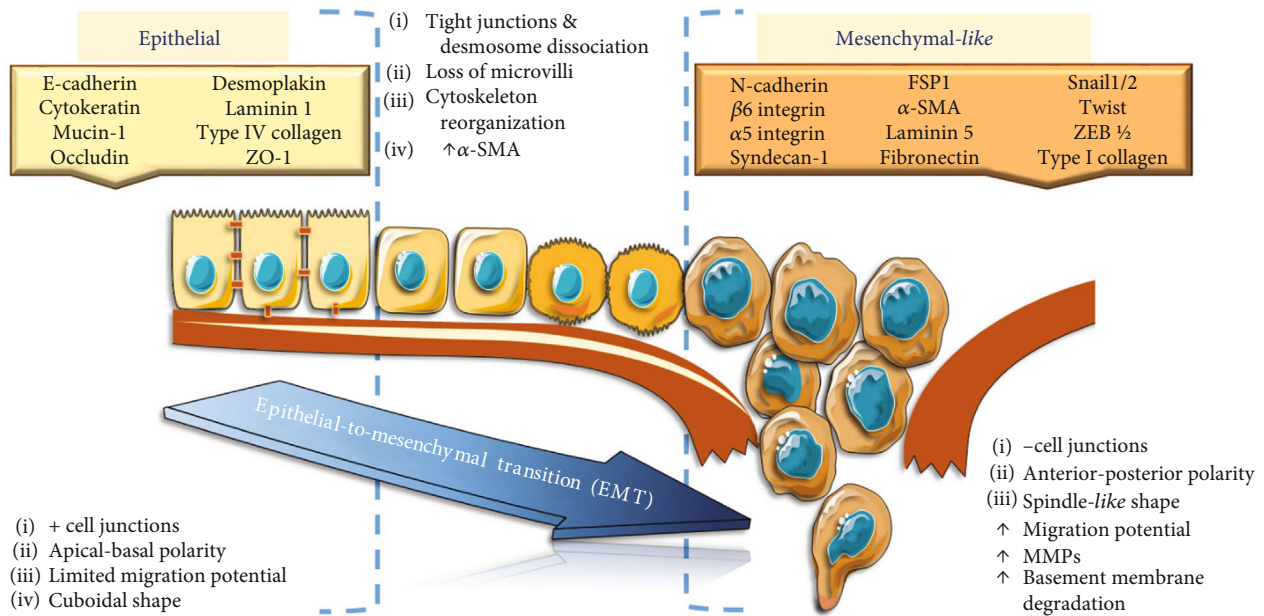 Epithelial
E-cadherin
Cytokeratin
Mucin-1
Occludin
Desmoplakin
Laminin 1
Type IV collagen
ZO-1
(i) Tight junctions &
desmosome dissociation
(ii) Loss of microvilli
(iii) Cytoskeleton
reorganization
(iv) ↑α-SMA
Mesenchymal-like
N-cadherin
β6 integrin
α5 integrin
Syndecan-1
FSP1
α-SMA
Laminin 5
Fibronectin
Snail1/2
Twist
ZEB ½
Type I collagen
Epithelial-to-mesenchymal transition (EMT)
(i) + cell junctions
(ii) Apical-basal polarity
(iii) Limited migration potential
(iv) Cuboidal shape
(i) –cell junctions
(ii) Anterior-posterior polarity
(iii) Spindle-like shape
↑ Migration potential
↑ MMPs
↑ Basement membrane
degradation